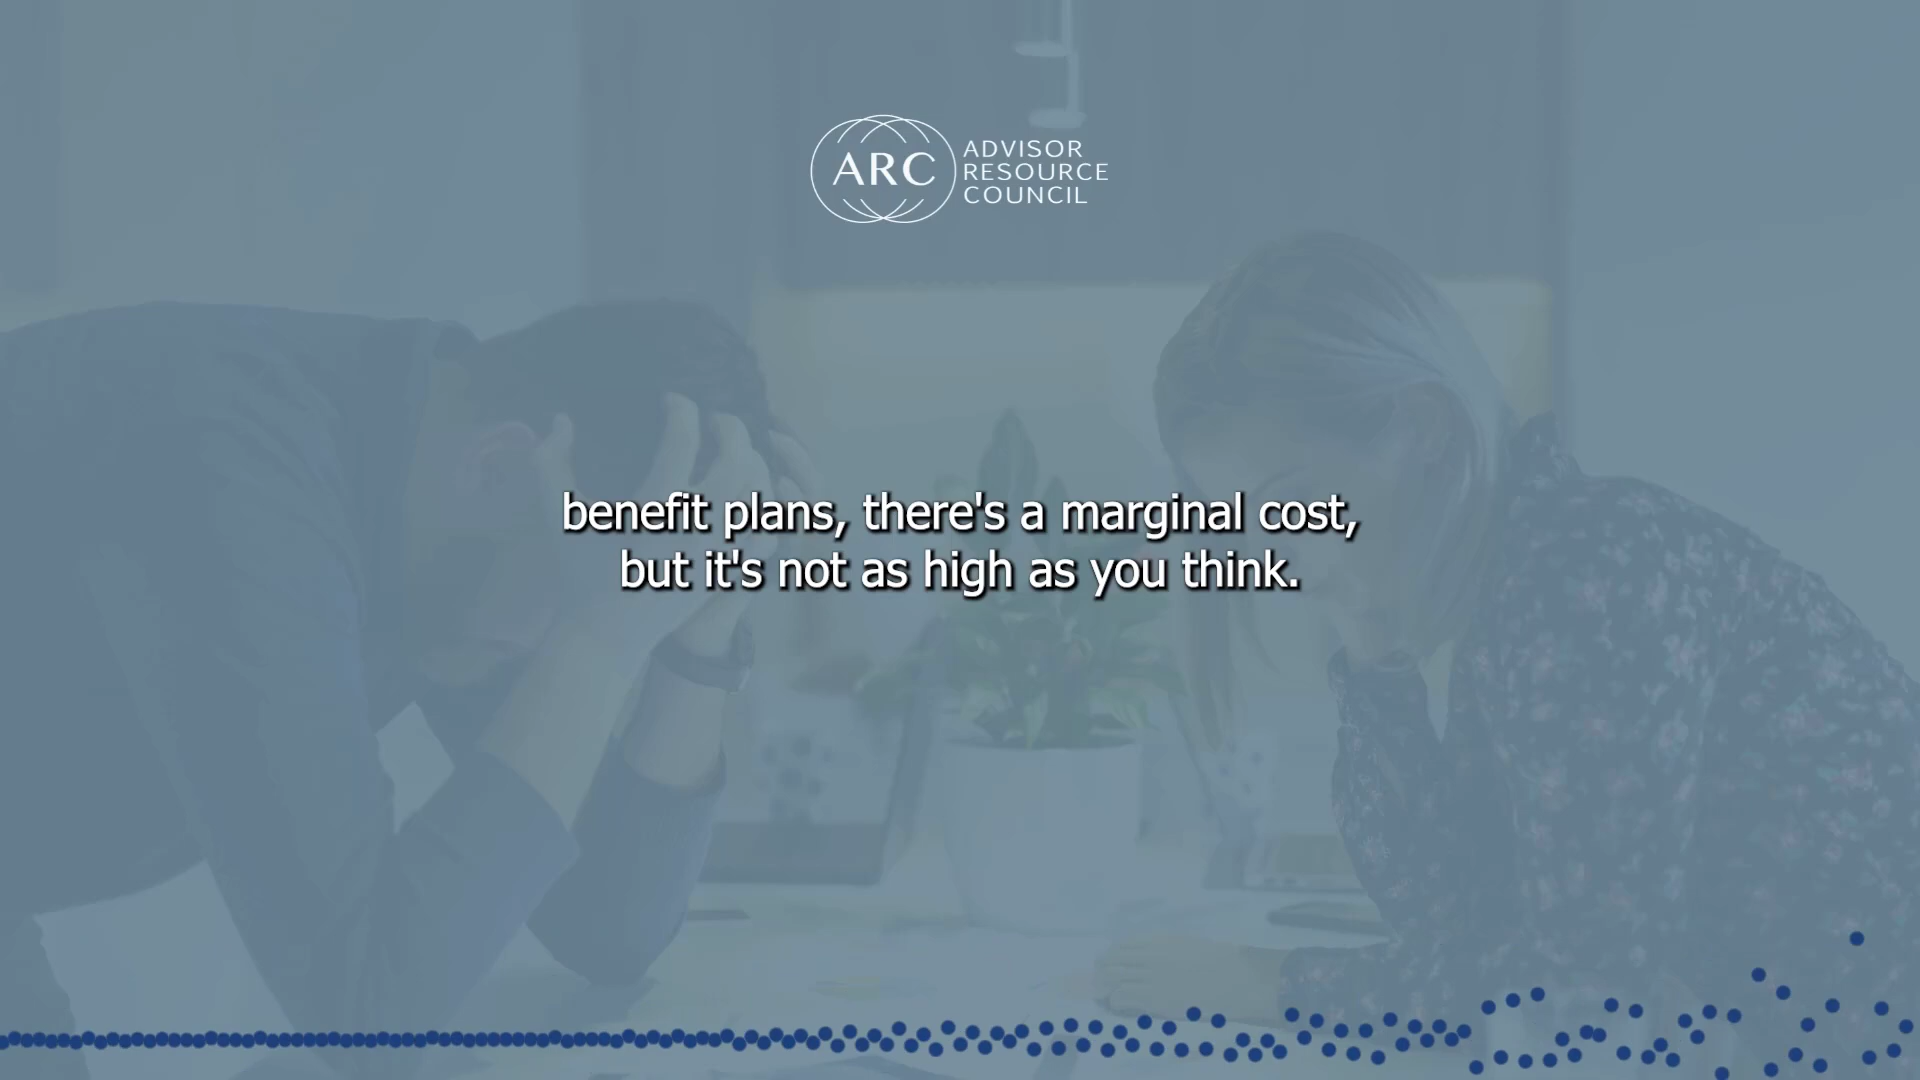 ARC
ADVISOR
RESOURCE
COUNCIL
benefit plans, there's a marginal cost,
but it's not as high as you think.